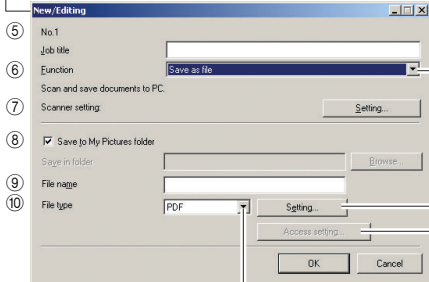 New/Editing
⑤ No.1
Job title
⑥ Function Save as file
Scan and save documents to PC.
⑦ Scanner setting: Setting...
⑧ Save to My Pictures folder
Save in folder Browse...
⑨ File name
⑩ File type PDF Setting...
Access setting...
OK Cancel